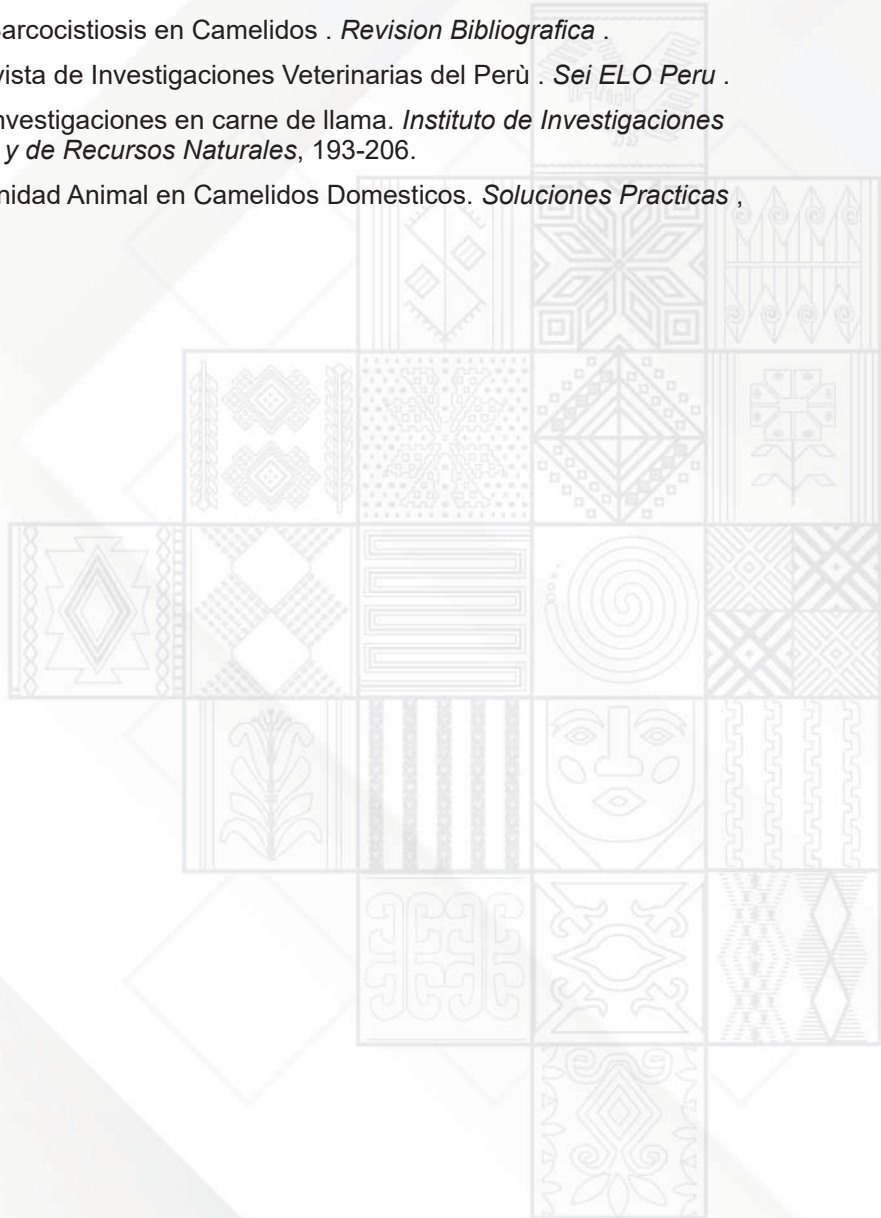 arcocistiosis en Camelidos . Revision Bibliografica .
vista de Investigaciones Veterinarias del Perù . Sei ELO Peru .
nvestigaciones en carne de llama. Instituto de Investigaciones
y de Recursos Naturales, 193-206.
nidad Animal en Camelidos Domesticos. Soluciones Practicas ,